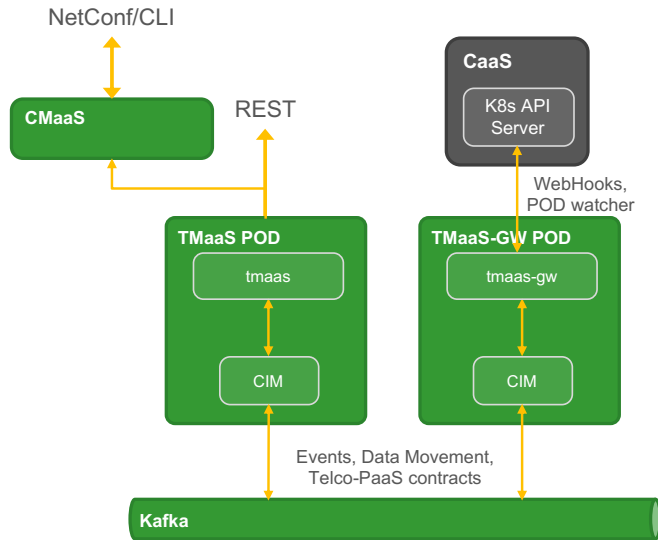 NetConf/CLI
CMaaS
REST
CaaS
K8s API
Server
WebHooks,
POD watcher
TMaaS POD
tmaas
CIM
TMaaS-GW POD
tmaas-gw
CIM
Events, Data Movement,
Telco-PaaS contracts
Kafka